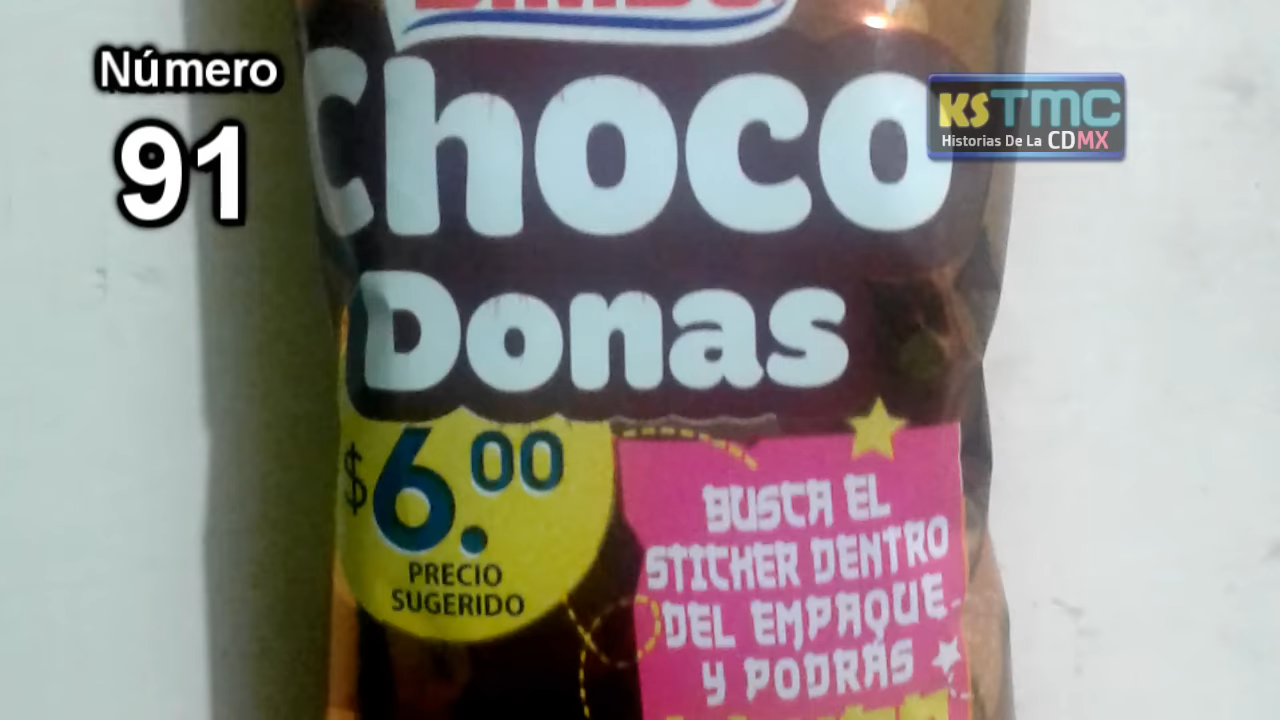 Número
91
BIMBO
Choco
Donas
KSTMC
Historias De La CDMX
$6.00
PRECIO
SUGERIDO
BUSCA EL
STICKER DENTRO
DEL EMPAQUE
Y PODRÁS